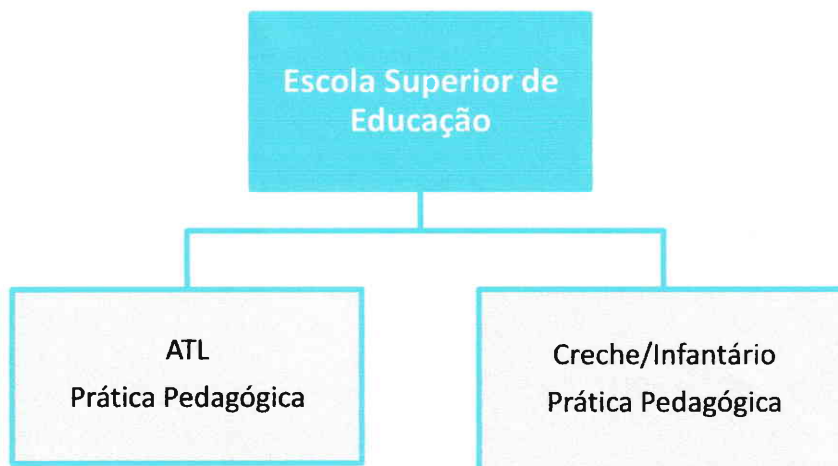 Escola Superior de
Educação
ATL
Prática Pedagógica
Creche/Infantário
Prática Pedagógica